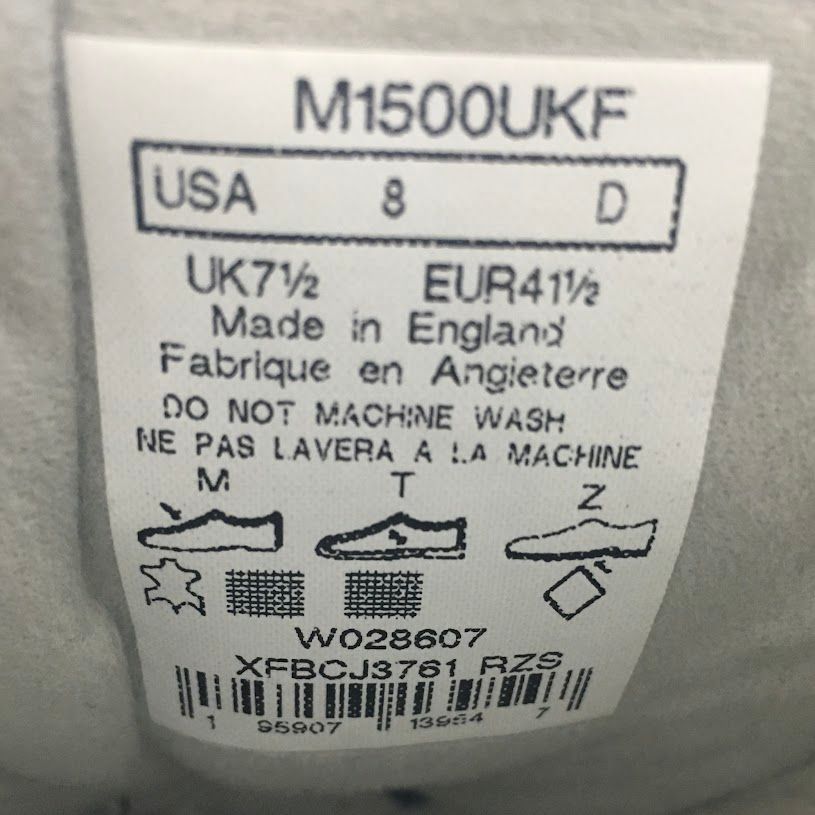 M1500UKF
USA 8 D
UK7½ EUR41½
Made in England
Fabrique en Angleterre
DO NOT MACHINE WASH
NE PAS LAVERA A LA MACHINE
M T Z
W028607
XFBCJ3761 RZS
1 95907 13954 7